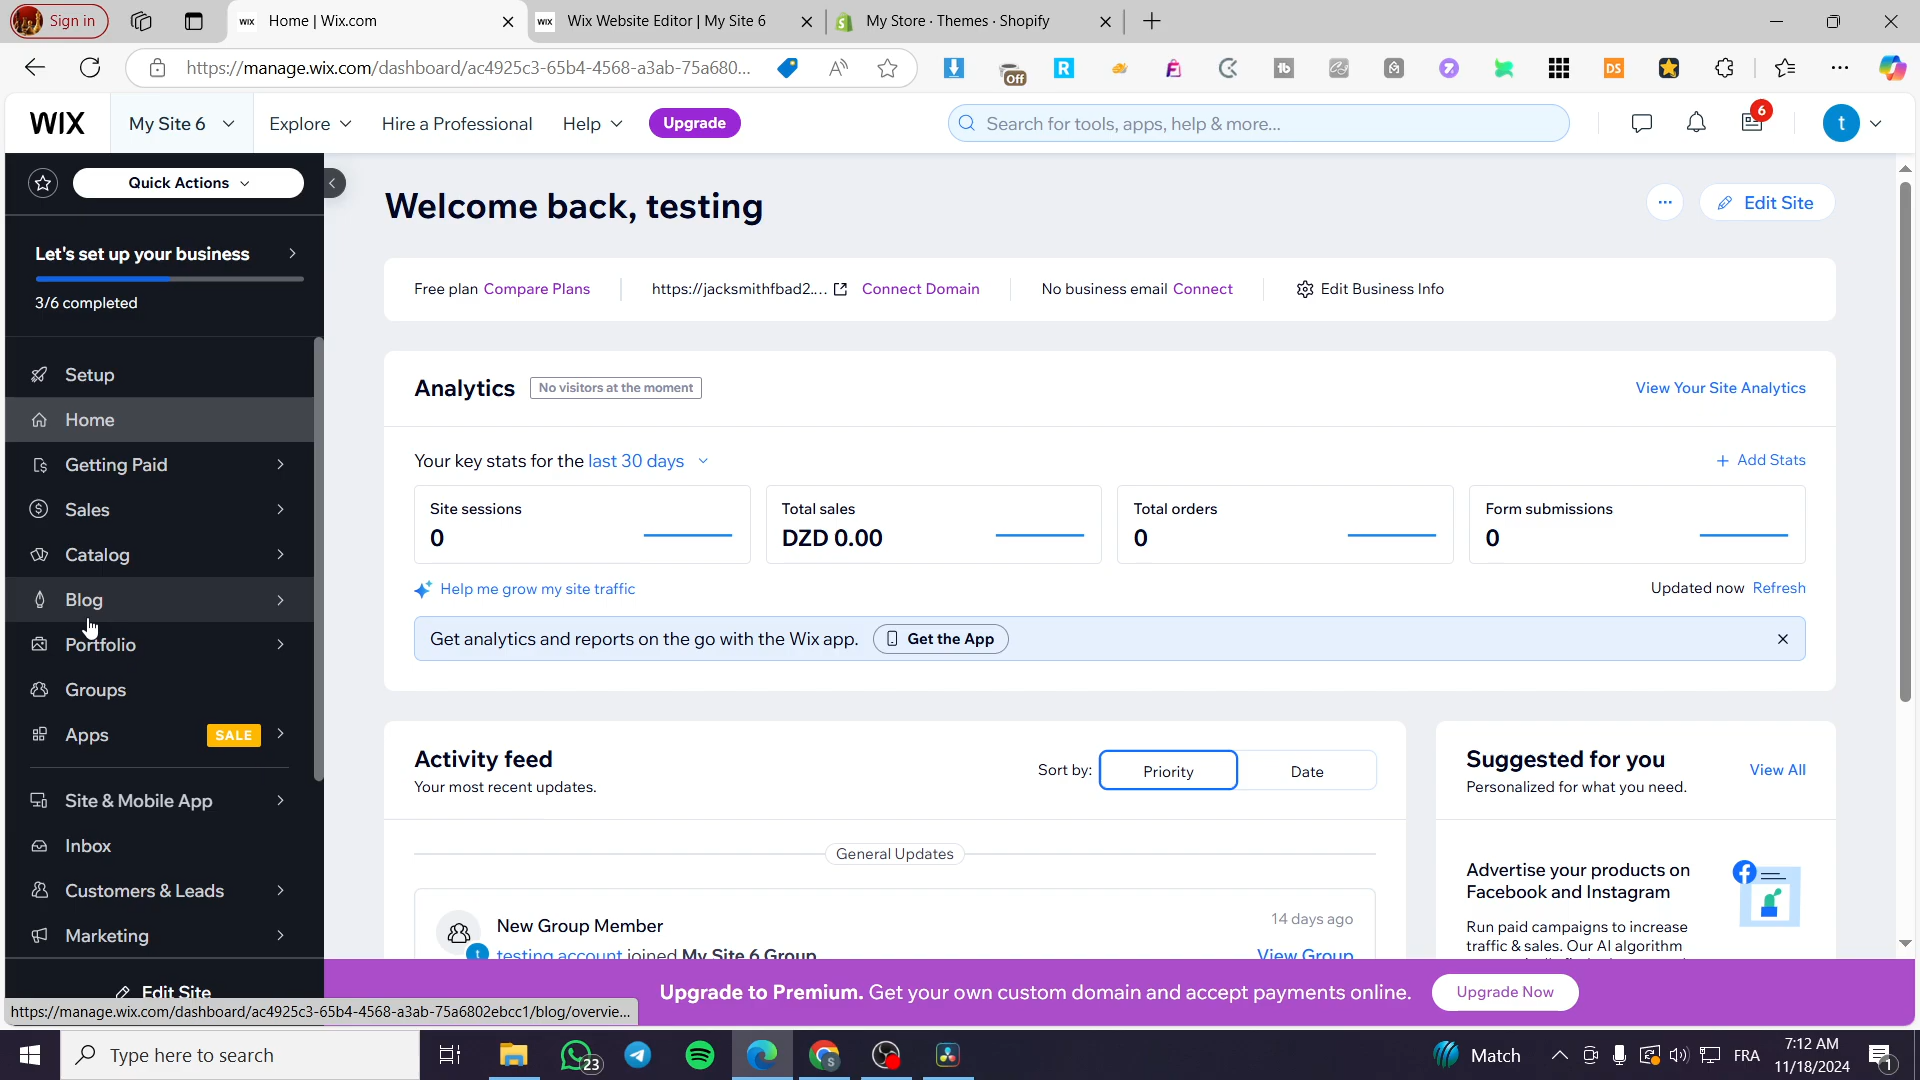 Sign in
WIX Home | Wix.com
WIX Wix Website Editor | My Site 6
My Store · Themes · Shopify
https://manage.wix.com/dashboard/ac4925c3-65b4-4568-a3ab-75a680...
Off
R
tb
DS
WIX
My Site 6
Explore
Hire a Professional
Help
Upgrade
Search for tools, apps, help & more...
6
t
Quick Actions
Let's set up your business
3/6 completed
Setup
Home
Getting Paid
Sales
Catalog
Blog
Portfolio
Groups
Apps SALE
Site & Mobile App
Inbox
Customers & Leads
Marketing
Edit Site
https://manage.wix.com/dashboard/ac4925c3-65b4-4568-a3ab-75a6802ebcc1/blog/overvie...
Welcome back, testing
Edit Site
Free plan Compare Plans
https://jacksmithfbad2.... Connect Domain
No business email Connect
Edit Business Info
Analytics No visitors at the moment
View Your Site Analytics
Your key stats for the last 30 days
+ Add Stats
Site sessions
0
Total sales
DZD 0.00
Total orders
0
Form submissions
0
Help me grow my site traffic
Updated now Refresh
Get analytics and reports on the go with the Wix app. Get the App
Activity feed
Your most recent updates.
Sort by: Priority Date
General Updates
New Group Member
14 days ago
t testing account joined My Site 6 Group
View Group
Suggested for you
Personalized for what you need.
View All
Advertise your products on
Facebook and Instagram
Run paid campaigns to increase
traffic & sales. Our AI algorithm
Upgrade to Premium. Get your own custom domain and accept payments online. Upgrade Now
Type here to search
23
S
Match
FRA
7:12 AM
11/18/2024
1